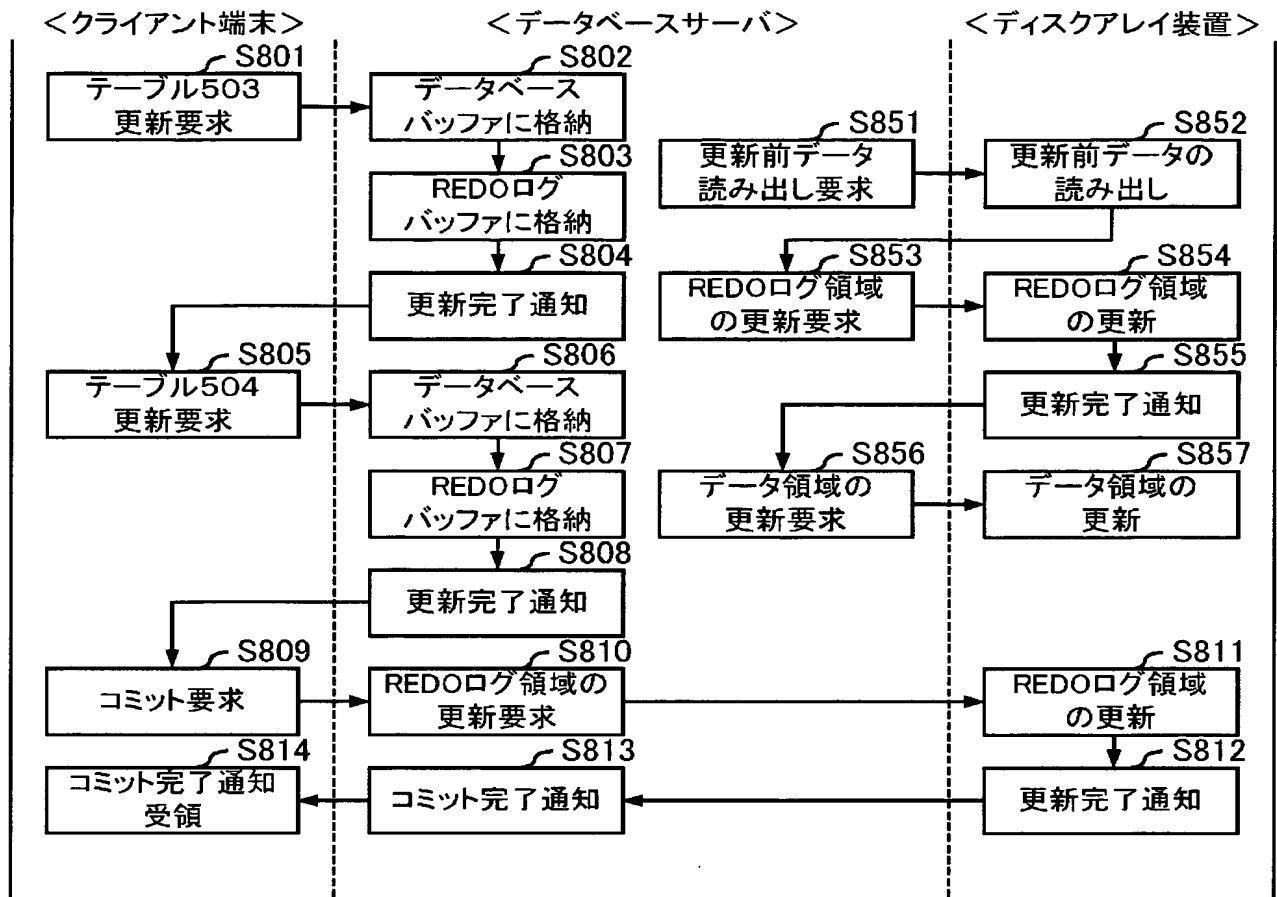 <クライアント端末>
<データベースサーバ>
<ディスクアレイ装置>
S801
テーブル503
更新要求
S802
データベース
バッファに格納
S803
REDOログ
バッファに格納
S851
更新前データ
読み出し要求
S852
更新前データの
読み出し
S804
更新完了通知
S853
REDOログ領域
の更新要求
S854
REDOログ領域
の更新
S805
テーブル504
更新要求
S806
データベース
バッファに格納
S855
更新完了通知
S807
REDOログ
バッファに格納
S856
データ領域の
更新要求
S857
データ領域の
更新
S808
更新完了通知
S809
コミット要求
S810
REDOログ領域の
更新要求
S811
REDOログ領域
の更新
S814
コミット完了通知
受領
S813
コミット完了通知
S812
更新完了通知